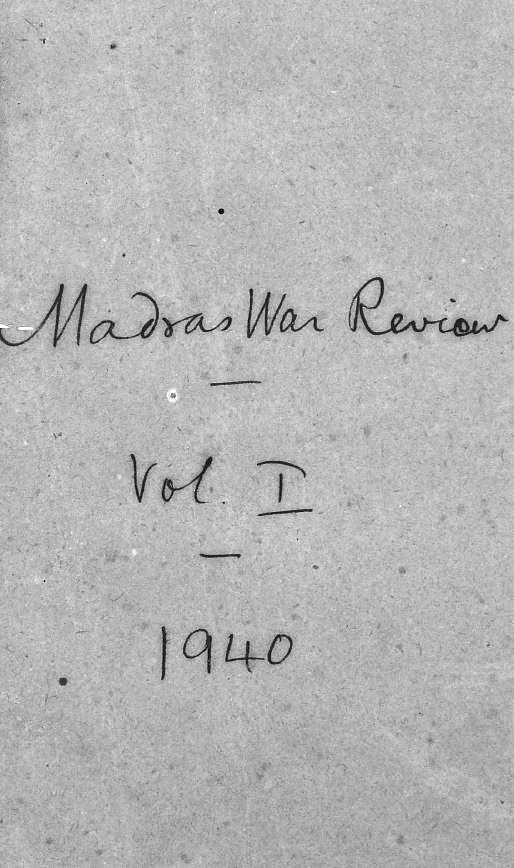 Madras War Review
—
Vol. I
—
1940